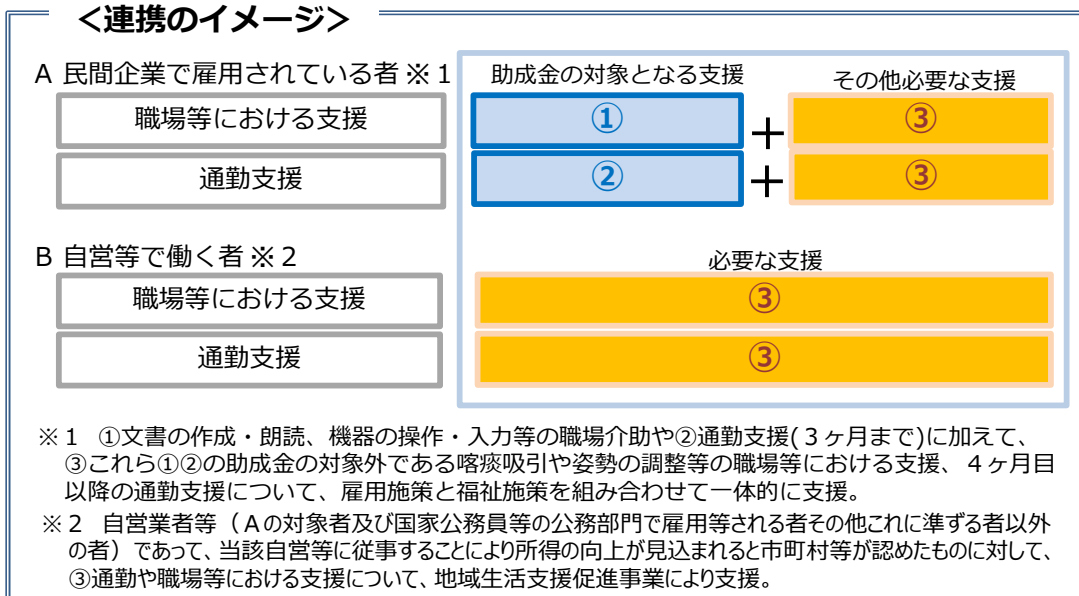 ＜連携のイメージ＞
A 民間企業で雇用されている者 ※１
助成金の対象となる支援
その他必要な支援
職場等における支援
①
＋
③
通勤支援
②
＋
③
B 自営等で働く者 ※２
必要な支援
職場等における支援
③
通勤支援
③
※１ ①文書の作成・朗読、機器の操作・入力等の職場介助や②通勤支援(３ヶ月まで)に加えて、
③これら①②の助成金の対象外である喀痰吸引や姿勢の調整等の職場等における支援、４ヶ月目
以降の通勤支援について、雇用施策と福祉施策を組み合わせて一体的に支援。
※２ 自営業者等（Ａの対象者及び国家公務員等の公務部門で雇用等される者その他これに準ずる者以外
の者）であって、当該自営等に従事することにより所得の向上が見込まれると市町村等が認めたものに対して、
③通勤や職場等における支援について、地域生活支援促進事業により支援。